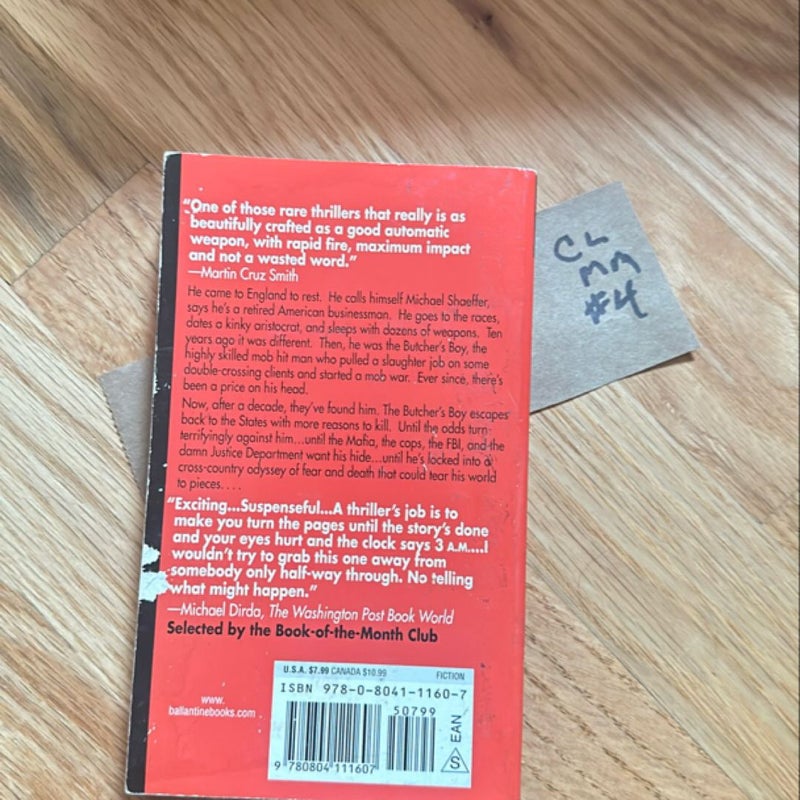 “One of those rare thrillers that really is as
beautifully crafted as a good automatic
weapon, with rapid fire, maximum impact
and not a wasted word.”
—Martin Cruz Smith
He came to England to rest. He calls himself Michael Shaeffer,
says he's a retired American businessman. He goes to the races,
dates a kinky aristocrat, and sleeps with dozens of weapons. Ten
years ago it was different. Then, he was the Butcher's Boy, the
highly skilled mob hit man who pulled a slaughter job on some
double-crossing clients and started a mob war. Ever since, there's
been a price on his head.
Now, after a decade, they've found him. The Butcher's Boy escapes
back to the States with more reasons to kill. Until the odds turn
terrifyingly against him...until the Mafia, the cops, the FBI, and the
damn Justice Department want his hide...until he's locked into a
cross-country odyssey of fear and death that could tear his world
to pieces....
“Exciting...Suspenseful...A thriller's job is to
make you turn the pages until the story's done
and your eyes hurt and the clock says 3 A.M....I
wouldn't try to grab this one away from
somebody only half-way through. No telling
what might happen.”
—Michael Dirda, The Washington Post Book World
Selected by the Book-of-the-Month Club
www.
ballantinebooks.com
U.S.A. $7.99 CANADA $10.99 FICTION
ISBN 978-0-8041-1160-7
50799
EAN
S
9 780804 111607
CL
MM
#4